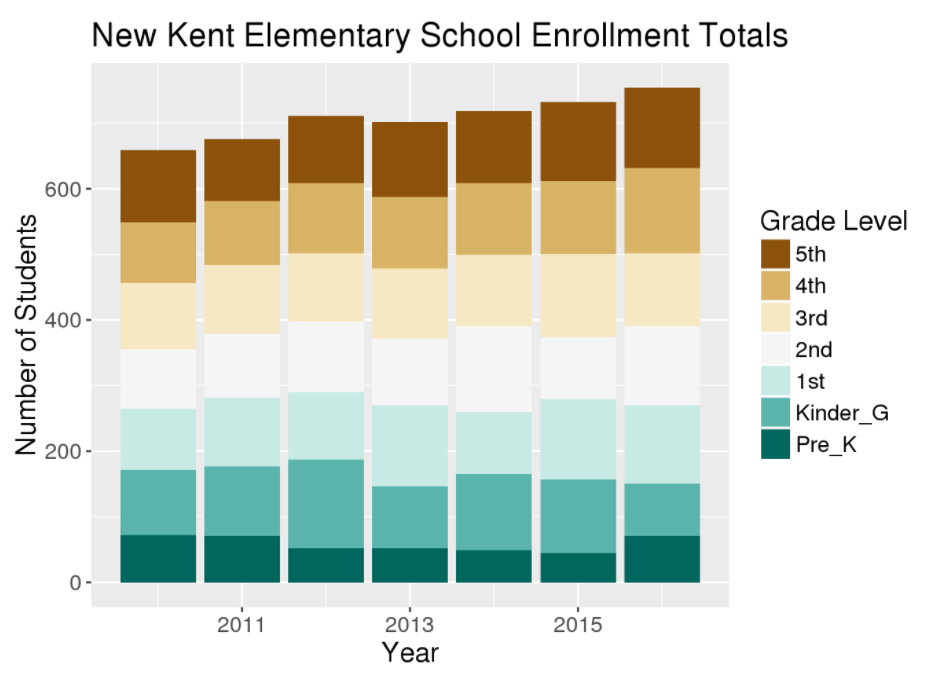 New Kent Elementary School Enrollment Totals
Number of Students
600
400
200
0
2011
2013
2015
Year
Grade Level
5th
4th
3rd
2nd
1st
Kinder_G
Pre_K